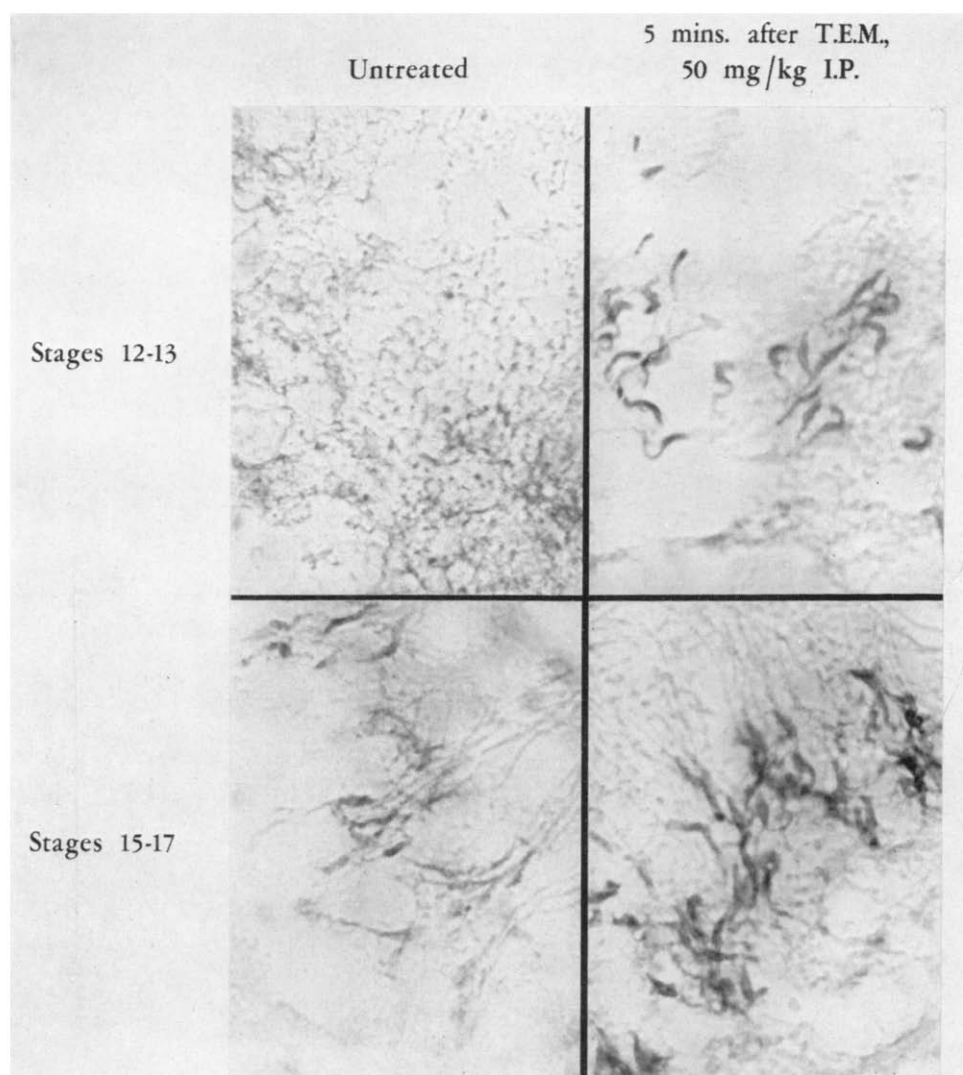 Untreated
5 mins. after T.E.M.,
50 mg/kg I.P.
Stages 12-13
Stages 15-17